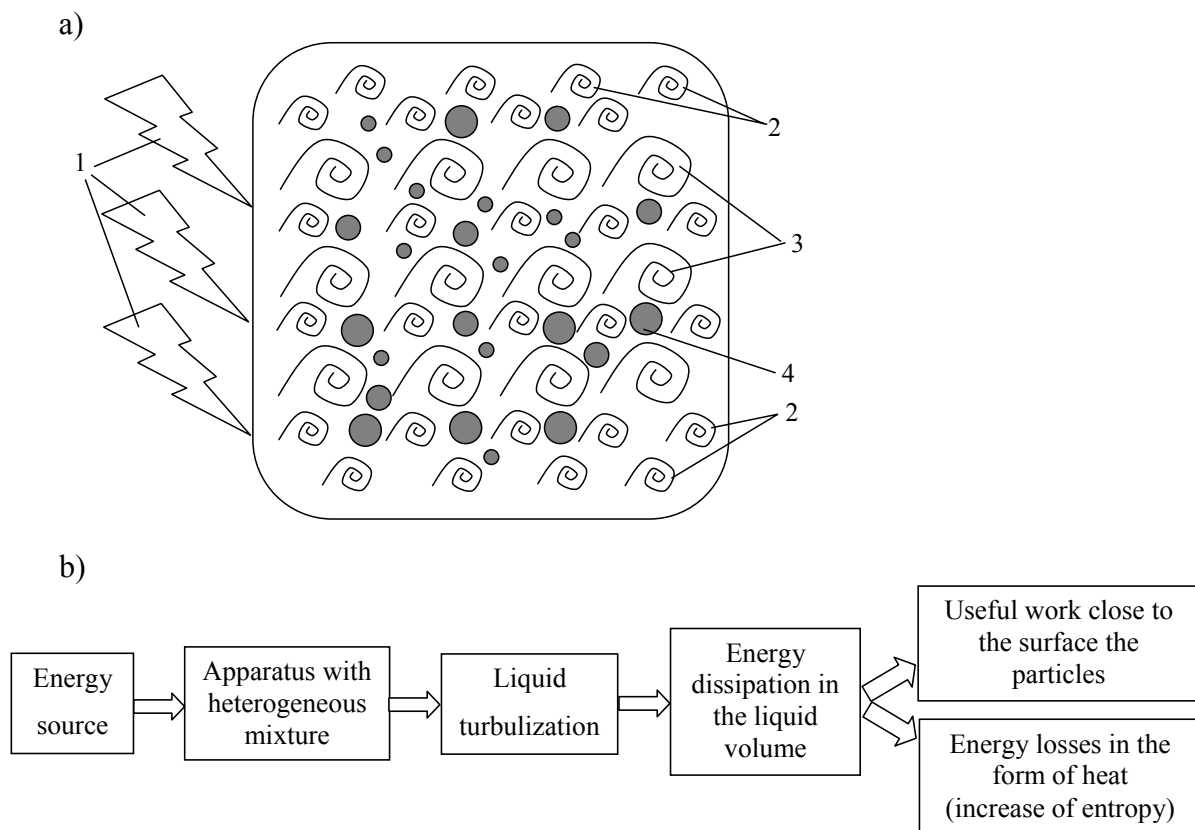 a)
1
2
3
4
2
b)
Energy
source
Apparatus with
heterogeneous
mixture
Liquid
turbulization
Energy
dissipation in
the liquid
volume
Useful work close to
the surface the
particles
Energy losses in the
form of heat
(increase of entropy)